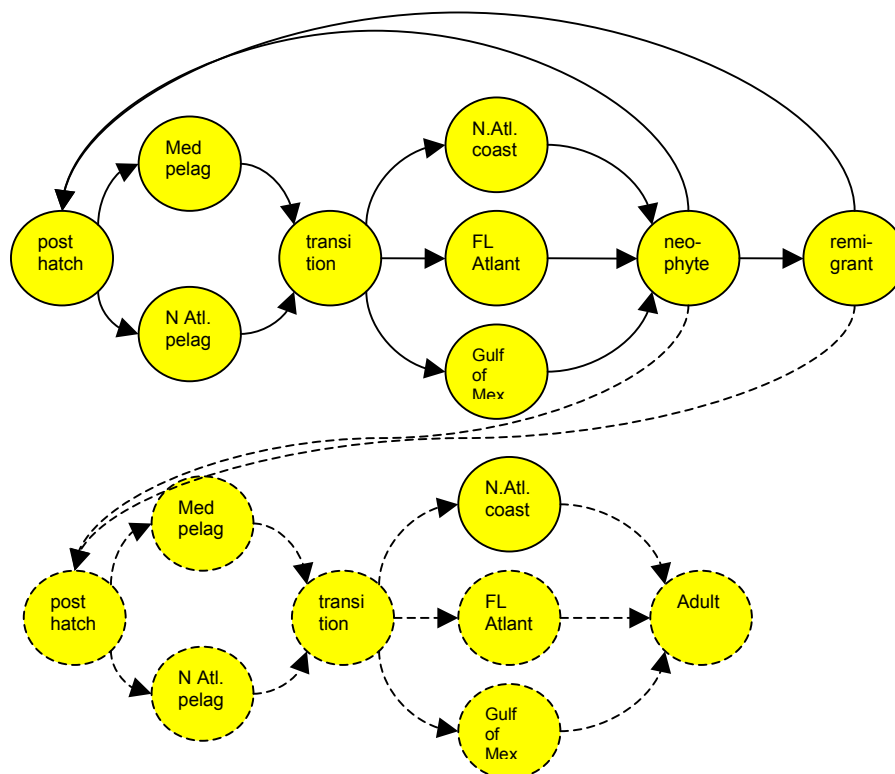 Med
pelag
N.Atl.
coast
post
hatch
transi
tion
FL
Atlant
neo-
phyte
remi-
grant
N Atl.
pelag
Gulf
of
Mex
Med
pelag
N.Atl.
coast
post
hatch
transi
tion
FL
Atlant
Adult
N Atl.
pelag
Gulf
of
Mex